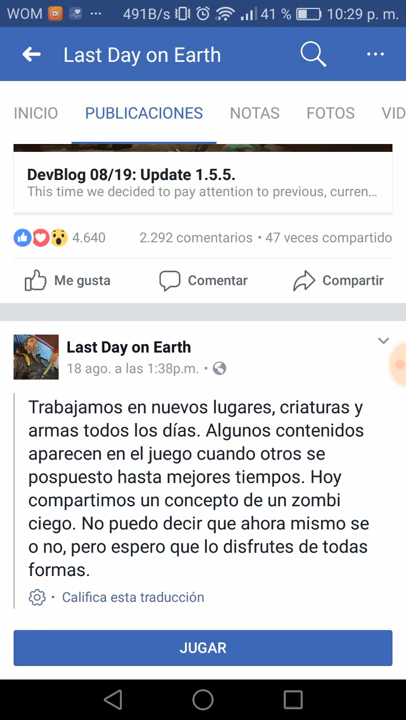 WOM ··· 491B/s 41 % 10:29 p. m.
Last Day on Earth
INICIO PUBLICACIONES NOTAS FOTOS VID
DevBlog 08/19: Update 1.5.5.
This time we decided to pay attention to previous, curren...
4.640 2.292 comentarios • 47 veces compartido
Me gusta Comentar Compartir
Last Day on Earth
18 ago. a las 1:38p.m. •
Trabajamos en nuevos lugares, criaturas y
armas todos los días. Algunos contenidos
aparecen en el juego cuando otros se
pospuesto hasta mejores tiempos. Hoy
compartimos un concepto de un zombi
ciego. No puedo decir que ahora mismo se
o no, pero espero que lo disfrutes de todas
formas.
· Califica esta traducción
JUGAR